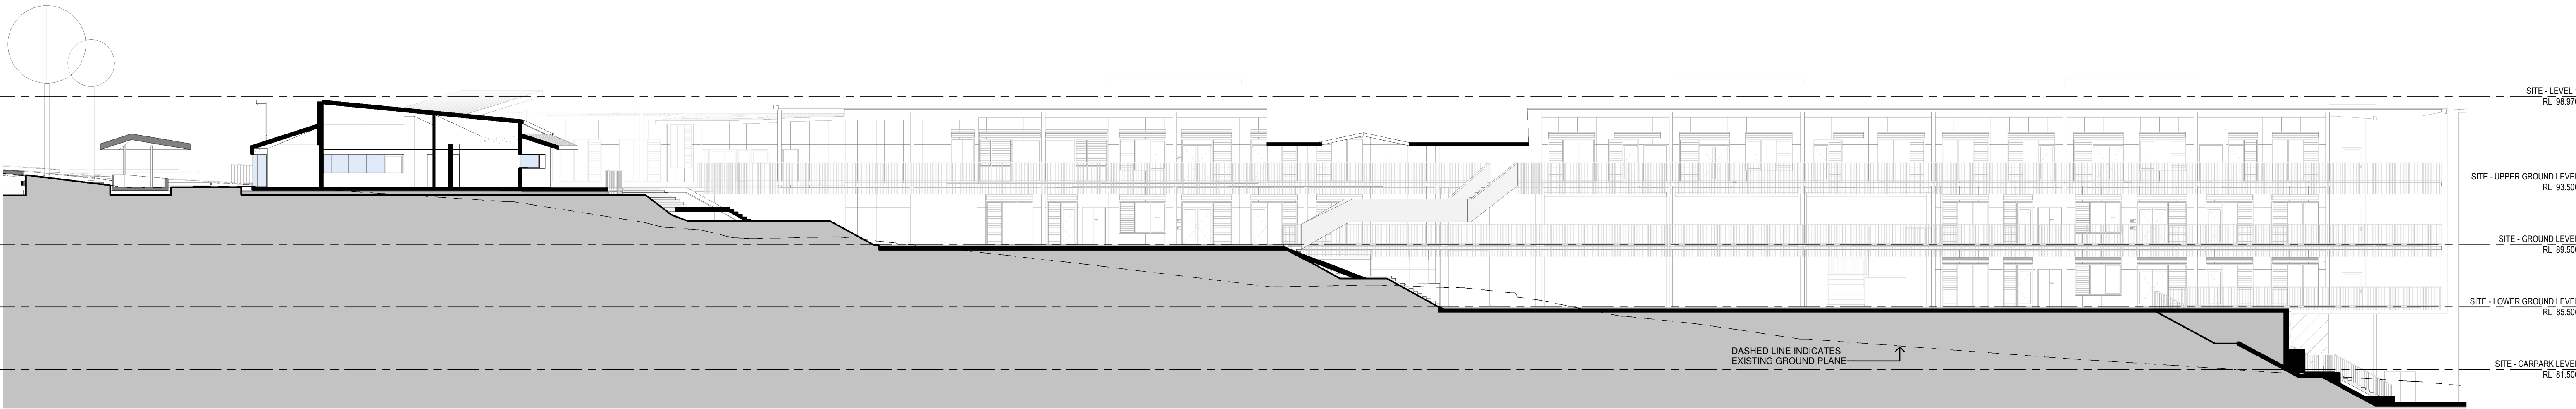 SITE - LEVEL
RL 98.970
SITE - UPPER GROUND LEVEL
RL 93.500
SITE - GROUND LEVEL
RL 89.500
SITE - LOWER GROUND LEVEL
RL 85.500
DASHED LINE INDICATES
EXISTING GROUND PLANE
SITE - CARPARK LEVEL
RL 81.500